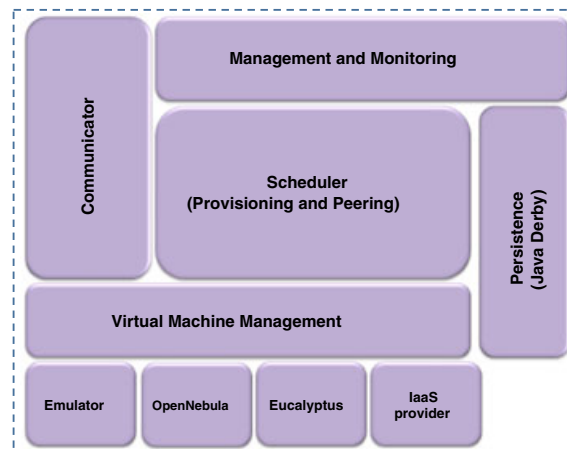 Management and Monitoring
Communicator
Scheduler
(Provisioning and Peering)
Persistence
(Java Derby)
Virtual Machine Management
Emulator
OpenNebula
Eucalyptus
IaaS
provider